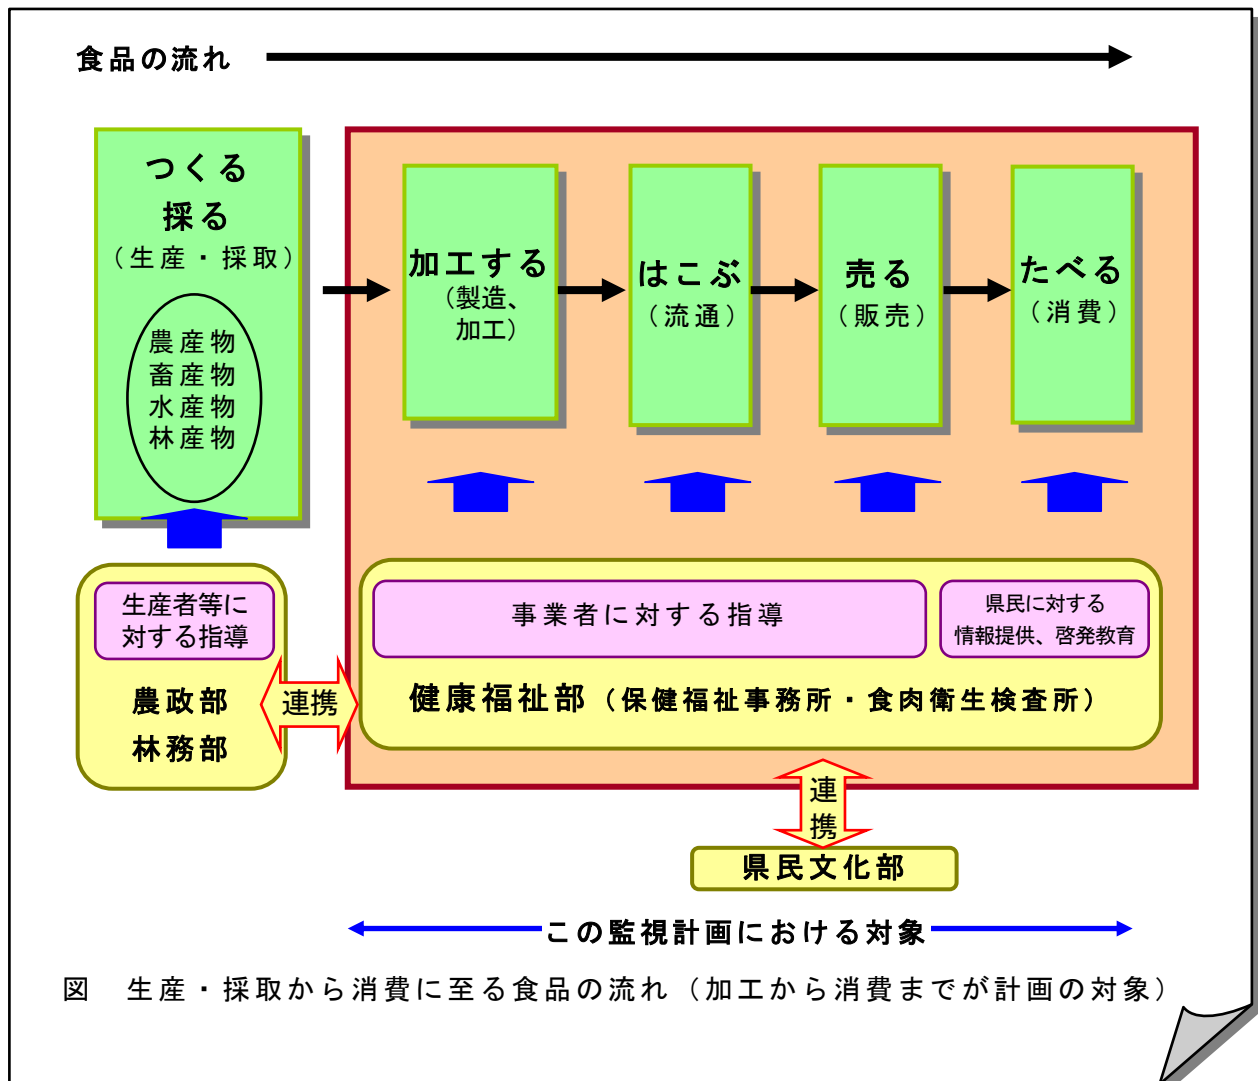 食品の流れ
つくる
採る
（生産・採取）
農産物
畜産物
水産物
林産物
加工する
（製造、
加工）
はこぶ
（流通）
売る
（販売）
たべる
（消費）
生産者等に
対する指導
農政部
林務部
連携
事業者に対する指導
県民に対する
情報提供、啓発教育
健康福祉部（保健福祉事務所・食肉衛生検査所）
連
携
県民文化部
この監視計画における対象
図　生産・採取から消費に至る食品の流れ（加工から消費までが計画の対象）